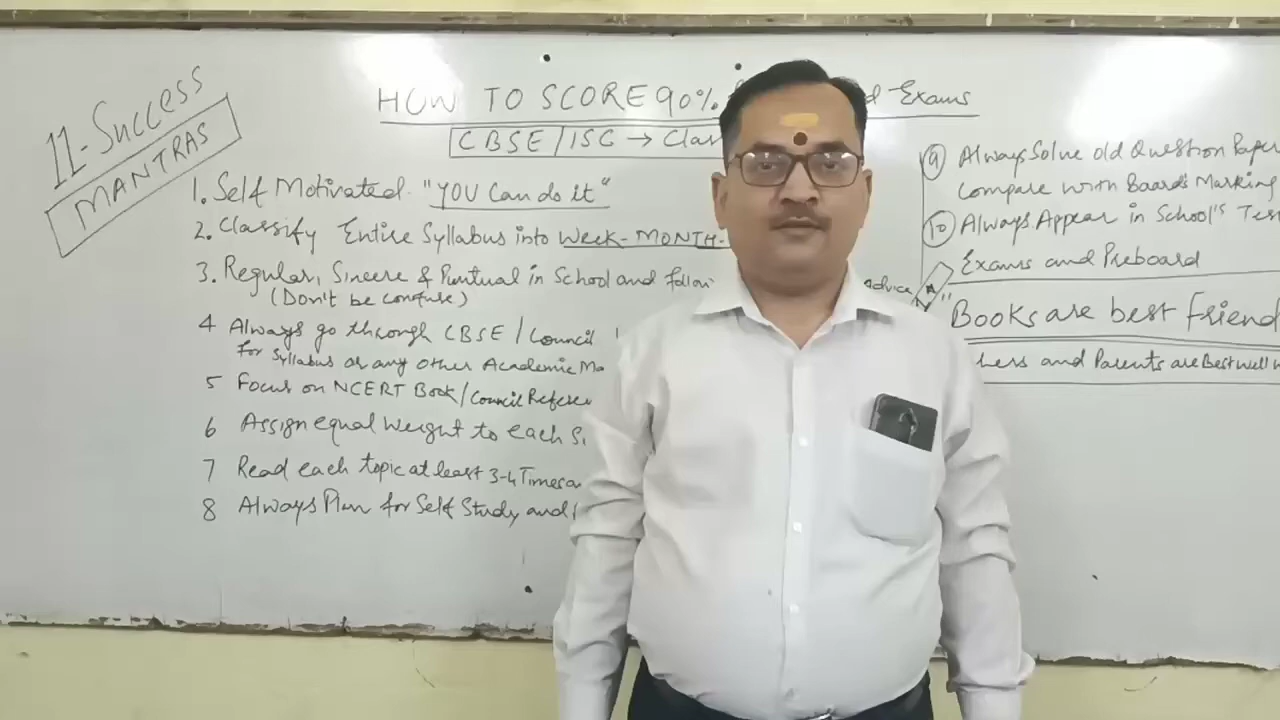 11-Success
MANTRAS
HOW TO SCORE 90% Exams
CBSE/ISC → Clas
1. Self Motivated. "YOU Can do it"
2. Classify Entire Syllabus into WEEK-MONTH-
3. Regular, Sincere & Puntual in School and follow advice
(Don't be confuse)
4 Always go through CBSE/Council
For Syllabus or any other Academic Ma
5 Focus on NCERT Book/Council Refere
6 Assign equal Weight to each S
7 Read each topic at least 3-4 Times a
8 Always Plan for Self Study and
9 Always Solve old Question Paper
Compare with Board's Marking
10 Always Appear in School's Test
Exams and Preboard
"Books are best Friend
hers and Parents are Best well w